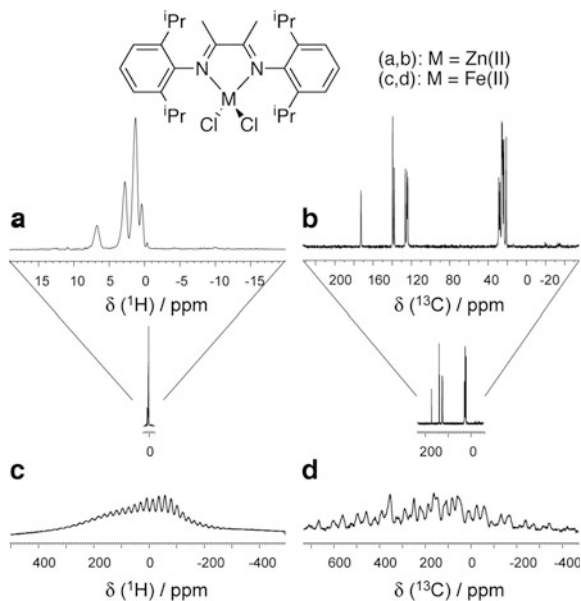 iPr iPr
N N
M
iPr Cl Cl iPr
(a,b): M = Zn(II)
(c,d): M = Fe(II)
a
15 10 5 0 -5 -10 -15
δ (¹H) / ppm
b
200 160 120 80 40 0 -20
δ (¹³C) / ppm
0
200 0
c
400 200 0 -200 -400
δ (¹H) / ppm
d
600 400 200 0 -200 -400
δ (¹³C) / ppm